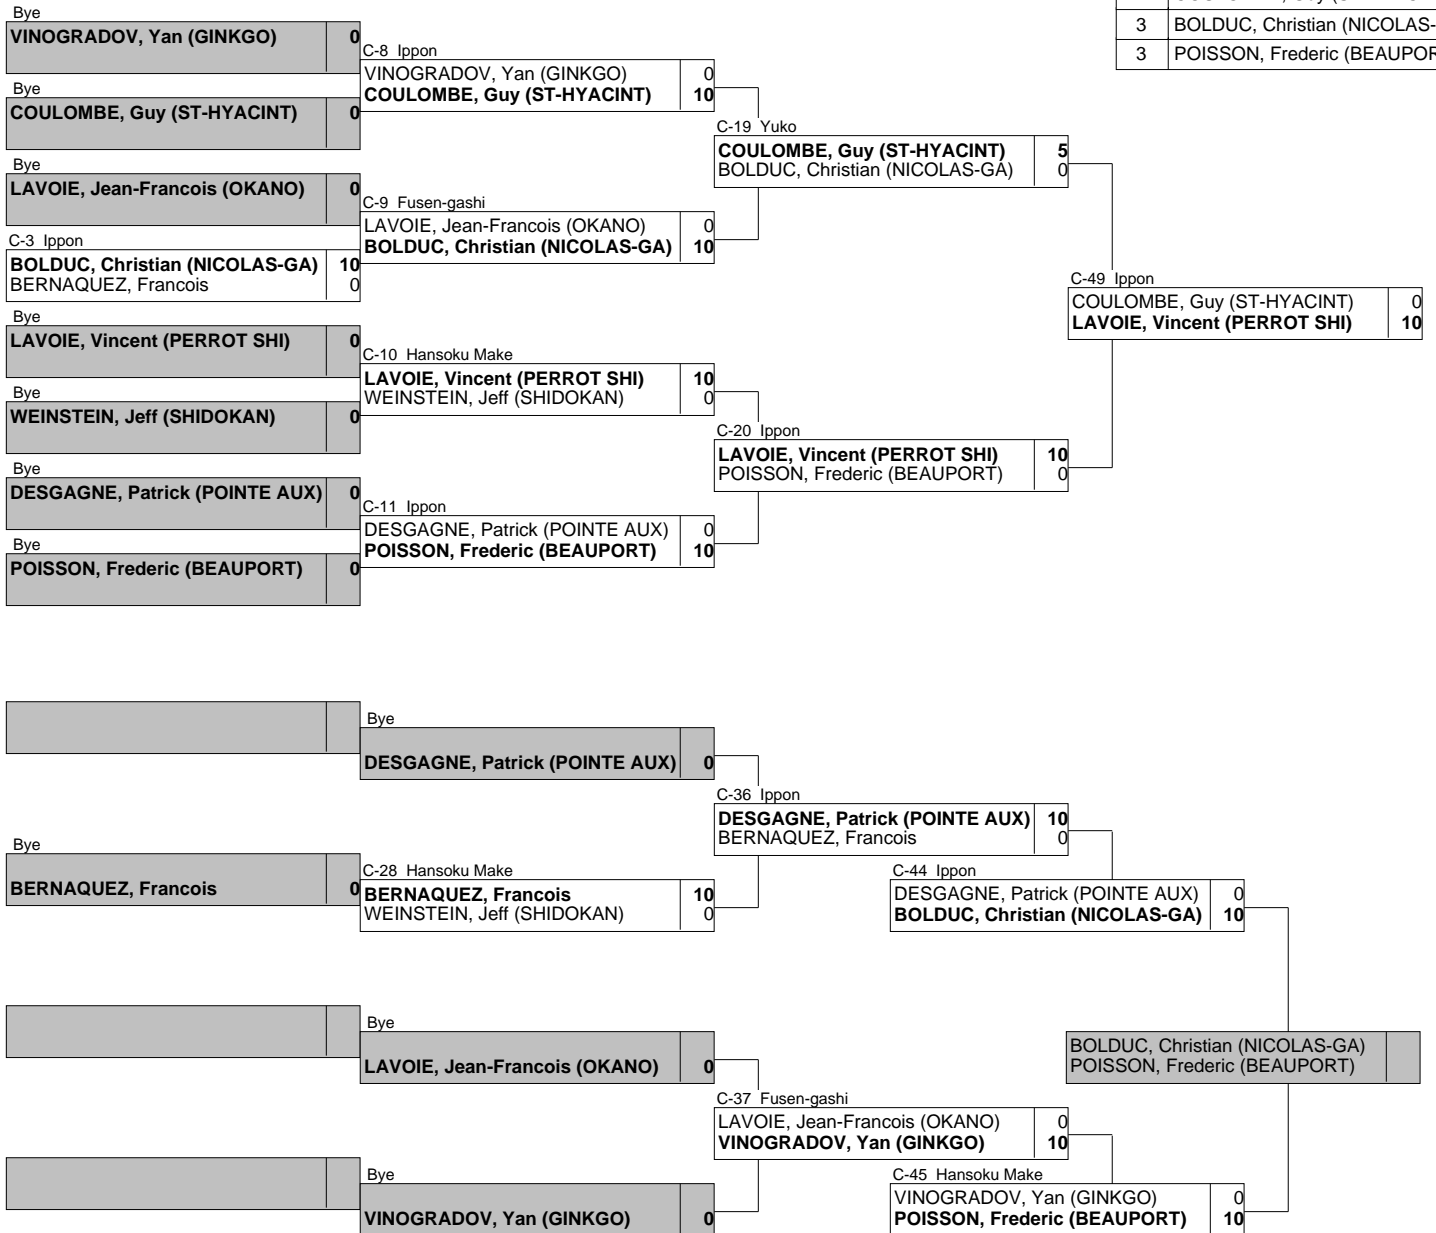 3 BOLDUC, Christian (NICOLAS-
3 POISSON, Frederic (BEAUPOR
Bye
VINOGRADOV, Yan (GINKGO) 0
Bye
COULOMBE, Guy (ST-HYACINT) 0
Bye
LAVOIE, Jean-Francois (OKANO) 0
C-3 Ippon
BOLDUC, Christian (NICOLAS-GA) 10
BERNAQUEZ, Francois 0
Bye
LAVOIE, Vincent (PERROT SHI) 0
Bye
WEINSTEIN, Jeff (SHIDOKAN) 0
Bye
DESGAGNE, Patrick (POINTE AUX) 0
Bye
POISSON, Frederic (BEAUPORT) 0
C-8 Ippon
VINOGRADOV, Yan (GINKGO) 0
COULOMBE, Guy (ST-HYACINT) 10
C-9 Fusen-gashi
LAVOIE, Jean-Francois (OKANO) 0
BOLDUC, Christian (NICOLAS-GA) 10
C-10 Hansoku Make
LAVOIE, Vincent (PERROT SHI) 10
WEINSTEIN, Jeff (SHIDOKAN) 0
C-11 Ippon
DESGAGNE, Patrick (POINTE AUX) 0
POISSON, Frederic (BEAUPORT) 10
C-19 Yuko
COULOMBE, Guy (ST-HYACINT) 5
BOLDUC, Christian (NICOLAS-GA) 0
C-20 Ippon
LAVOIE, Vincent (PERROT SHI) 10
POISSON, Frederic (BEAUPORT) 0
C-49 Ippon
COULOMBE, Guy (ST-HYACINT) 0
LAVOIE, Vincent (PERROT SHI) 10
Bye
DESGAGNE, Patrick (POINTE AUX) 0
Bye
BERNAQUEZ, Francois 0
C-28 Hansoku Make
BERNAQUEZ, Francois 10
WEINSTEIN, Jeff (SHIDOKAN) 0
C-36 Ippon
DESGAGNE, Patrick (POINTE AUX) 10
BERNAQUEZ, Francois 0
C-44 Ippon
DESGAGNE, Patrick (POINTE AUX) 0
BOLDUC, Christian (NICOLAS-GA) 10
Bye
LAVOIE, Jean-Francois (OKANO) 0
Bye
VINOGRADOV, Yan (GINKGO) 0
C-37 Fusen-gashi
LAVOIE, Jean-Francois (OKANO) 0
VINOGRADOV, Yan (GINKGO) 10
C-45 Hansoku Make
VINOGRADOV, Yan (GINKGO) 0
POISSON, Frederic (BEAUPORT) 10
BOLDUC, Christian (NICOLAS-GA)
POISSON, Frederic (BEAUPORT)